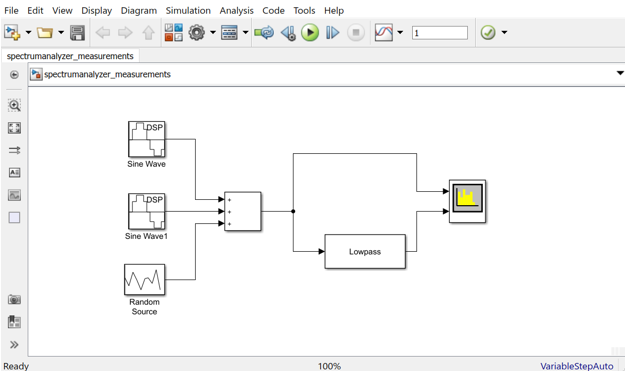 File Edit View Display Diagram Simulation Analysis Code Tools Help
1
spectrumanalyzer_measurements
spectrumanalyzer_measurements
DSP
Sine Wave
DSP
Sine Wave1
+
+
+
Lowpass
Random
Source
Ready 100% VariableStepAuto